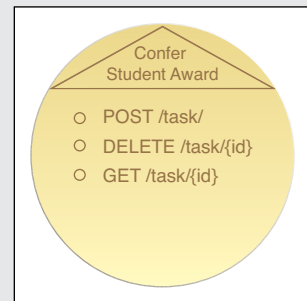 Confer
Student Award
POST /task/
DELETE /task/{id}
GET /task/{id}